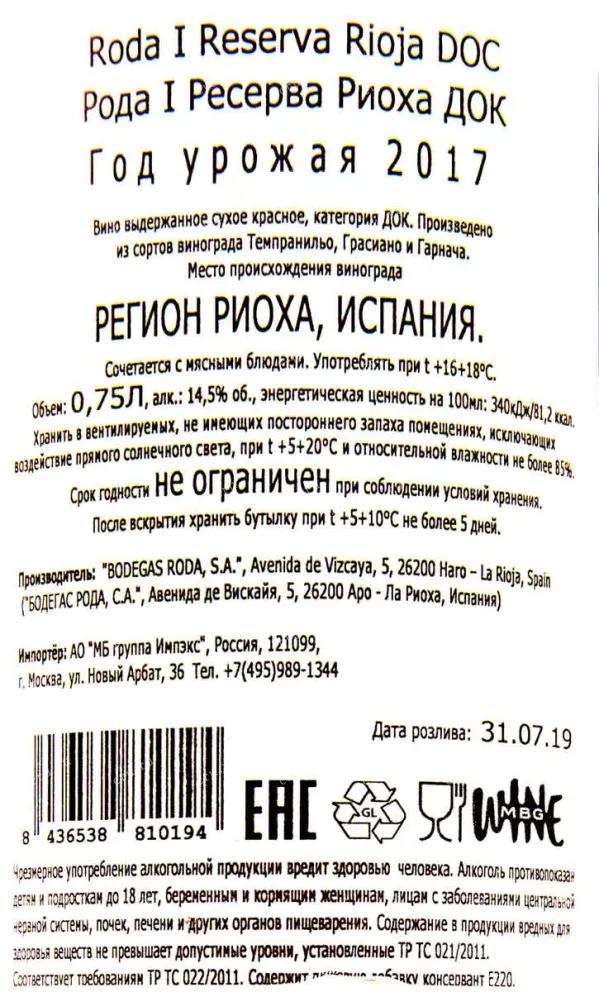 Roda I Reserva Rioja DOC
Рода I Ресерва Риоха ДОК
Год урожая 2017
Вино выдержанное сухое красное, категория ДОК. Произведено
из сортов винограда Темпранильо, Грасиано и Гарнача.
Место происхождения винограда
РЕГИОН РИОХА, ИСПАНИЯ.
Сочетается с мясными блюдами. Употреблять при t +16+18°C.
Объем: 0,75Л, алк.: 14,5% об., энергетическая ценность на 100мл: 340кДж/81,2 ккал.
Хранить в вентилируемых, не имеющих постороннего запаха помещениях, исключающих
воздействие прямого солнечного света, при t +5+20°C и относительной влажности не более 85%.
Срок годности не ограничен при соблюдении условий хранения.
После вскрытия хранить бутылку при t +5+10°C не более 5 дней.
Производитель: "BODEGAS RODA, S.A.", Avenida de Vizcaya, 5, 26200 Haro – La Rioja, Spain
("БОДЕГАС РОДА, С.А.", Авенида де Вискайя, 5, 26200 Аро - Ла Риоха, Испания)
Импортёр: АО "МБ группа Импэкс", Россия, 121099,
г. Москва, ул. Новый Арбат, 36 Тел. +7(495)989-1344
Дата розлива: 31.07.19
8 436538 810194
EAC
GL
WINE
MBG
Чрезмерное употребление алкогольной продукции вредит здоровью человека. Алкоголь противопоказан
детям и подросткам до 18 лет, беременным и кормящим женщинам, лицам с заболеваниями центральной
нервной системы, почек, печени и других органов пищеварения. Содержание в продукции вредных для
здоровья веществ не превышает допустимые уровни, установленные ТР ТС 021/2011.
Соответствует требованиям ТР ТС 022/2011. Содержит пищевую добавку консервант Е220.